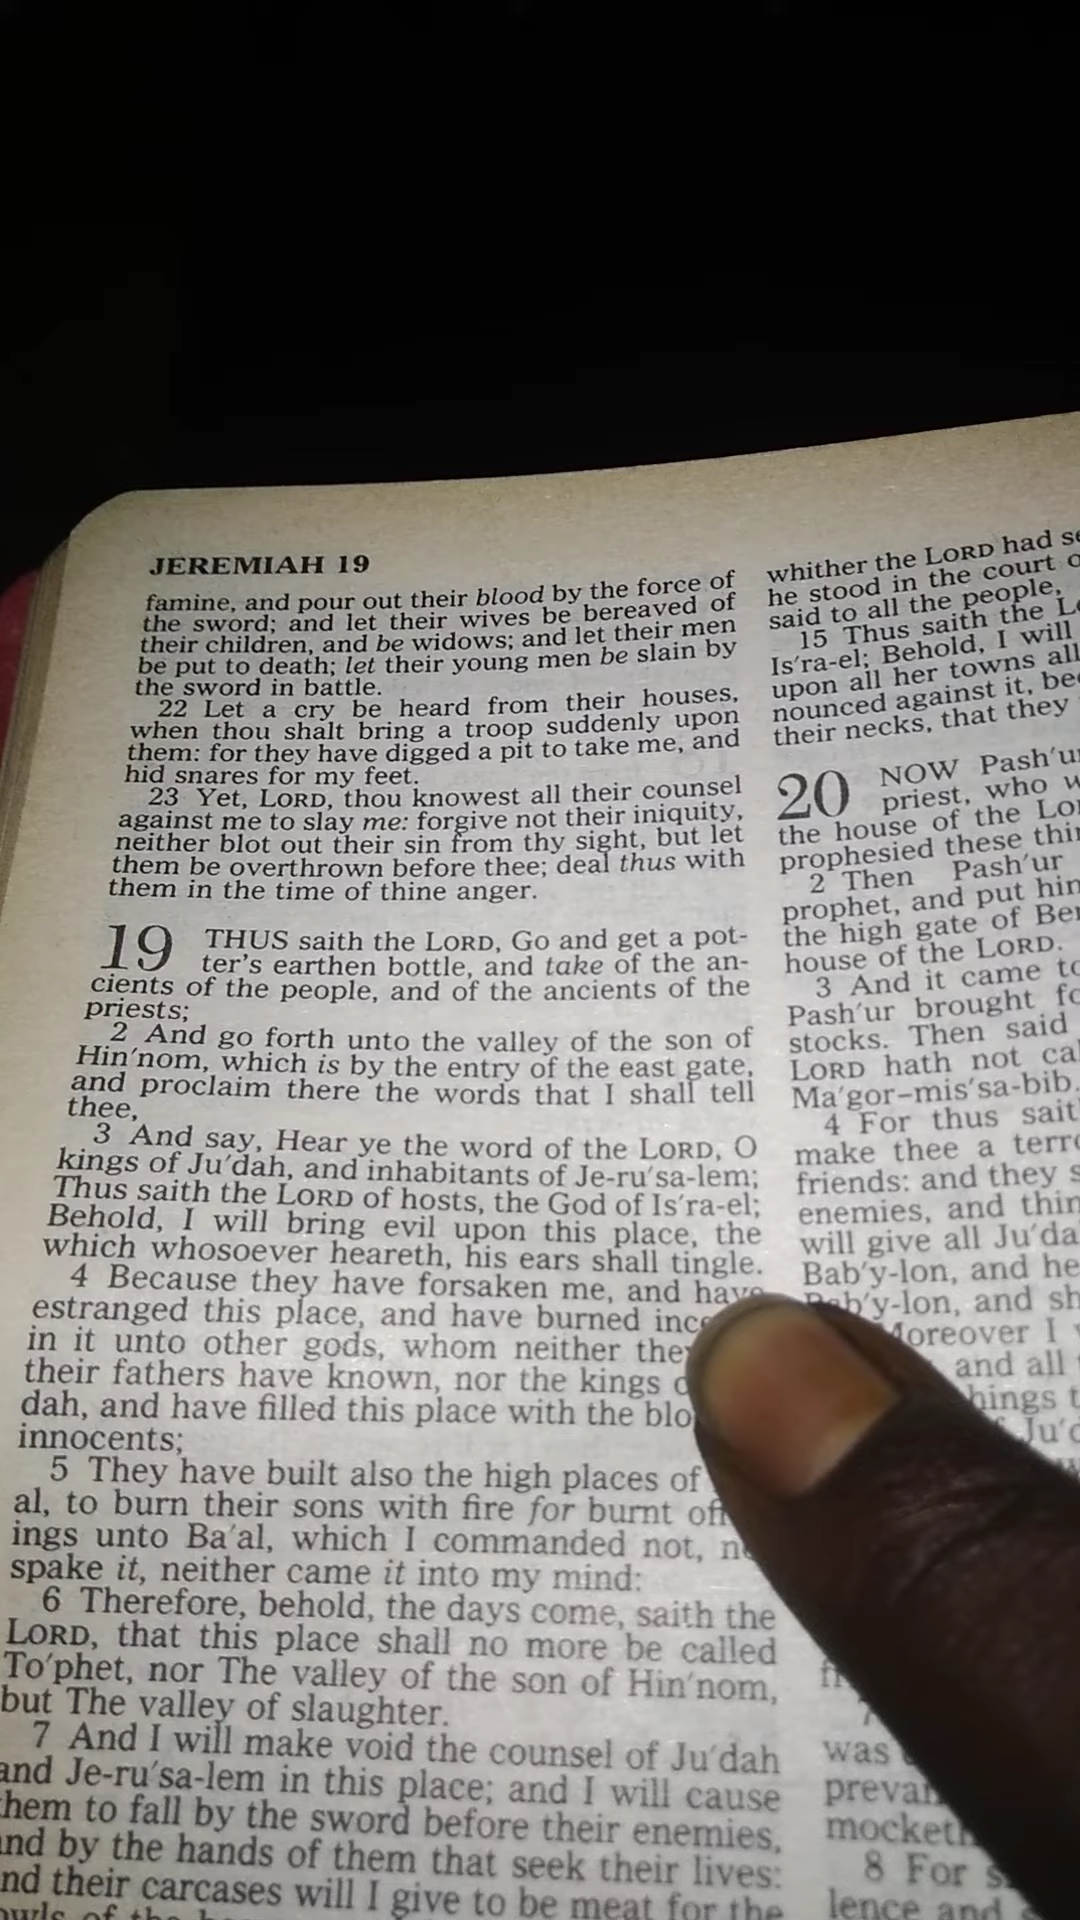 JEREMIAH 19
famine, and pour out their blood by the force of
the sword; and let their wives be bereaved of
their children, and be widows; and let their men
be put to death; let their young men be slain by
the sword in battle.
22 Let a cry be heard from their houses,
when thou shalt bring a troop suddenly upon
them: for they have digged a pit to take me, and
hid snares for my feet.
23 Yet, LORD, thou knowest all their counsel
against me to slay me: forgive not their iniquity,
neither blot out their sin from thy sight, but let
them be overthrown before thee; deal thus with
them in the time of thine anger.
19 THUS saith the LORD, Go and get a pot-
ter's earthen bottle, and take of the an-
cients of the people, and of the ancients of the
priests;
2 And go forth unto the valley of the son of
Hin'nom, which is by the entry of the east gate,
and proclaim there the words that I shall tell
thee,
3 And say, Hear ye the word of the LORD, O
kings of Ju'dah, and inhabitants of Je-ru'sa-lem;
Thus saith the LORD of hosts, the God of Is'ra-el;
Behold, I will bring evil upon this place, the
which whosoever heareth, his ears shall tingle.
4 Because they have forsaken me, and have
estranged this place, and have burned
in it unto other gods, whom neither they
their fathers have known, nor the kings
dah, and have filled this place with the
innocents;
5 They have built also the high places of
al, to burn their sons with fire for burnt
ings unto Ba'al, which I commanded not,
spake it, neither came it into my mind:
6 Therefore, behold, the days come, saith the
LORD, that this place shall no more be called
To'phet, nor The valley of the son of Hin'nom,
but The valley of slaughter.
7 And I will make void the counsel of Ju'dah
and Je-ru'sa-lem in this place; and I will cause
them to fall by the sword before their enemies,
and by the hands of them that seek their lives:
and their carcases will I give to be meat for the
whither the LORD had
he stood in the court
said to all the people,
15 Thus saith the
Is'ra-el; Behold, I will
upon all her towns all
nounced against it,
their necks, that they
20 NOW Pash'ur
priest, who
the house of the
prophesied these
2 Then Pash'ur
prophet, and put
the high gate of
house of the LORD.
3 And it came to
Pash'ur brought
stocks. Then said
LORD hath not
Ma'gor-mis'sa-bib.
4 For thus
make thee a
friends: and they
enemies, and
will give all
Bab'y-lon, and he
Bab'y-lon, and
Moreover I
and all
was
8 For
lence and